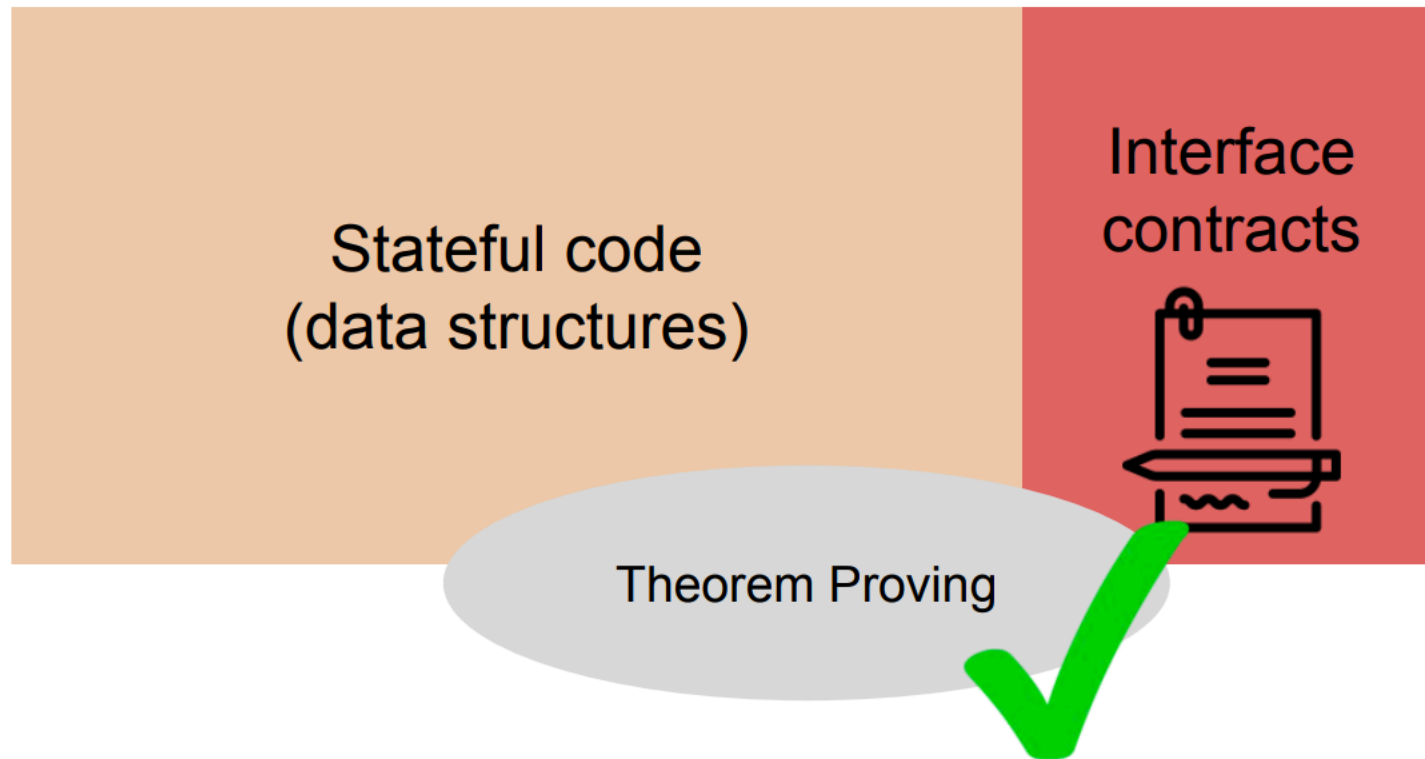 Stateful code
(data structures)
Interface
contracts
Theorem Proving